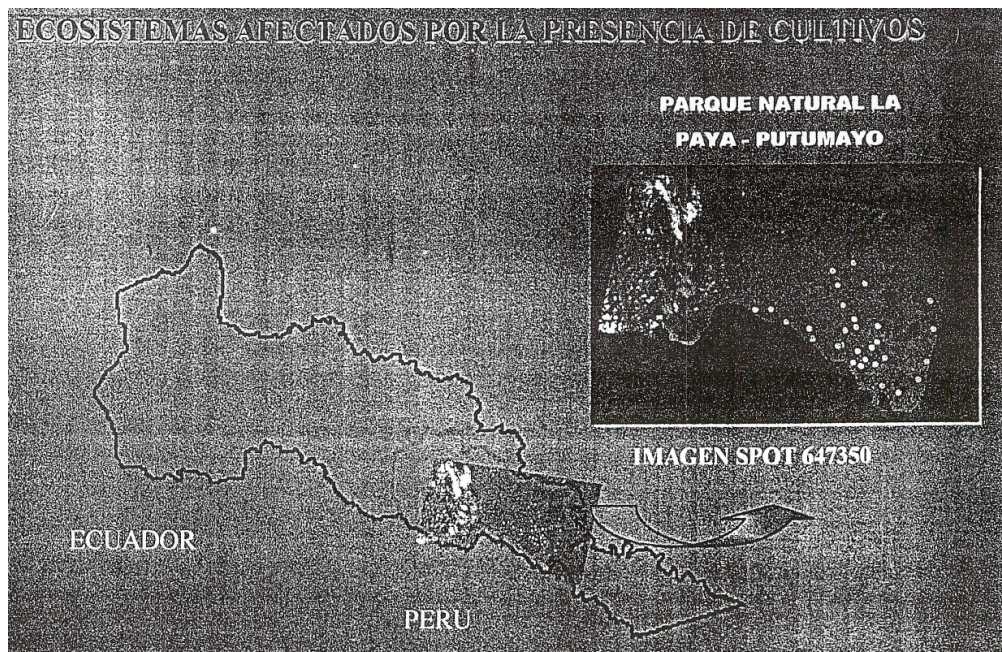 ECOSISTEMAS AFECTADOS POR LA PRESENCIA DE CULTIVOS
PARQUE NATURAL LA
PAYA - PUTUMAYO
IMAGEN SPOT 647350
ECUADOR
PERU